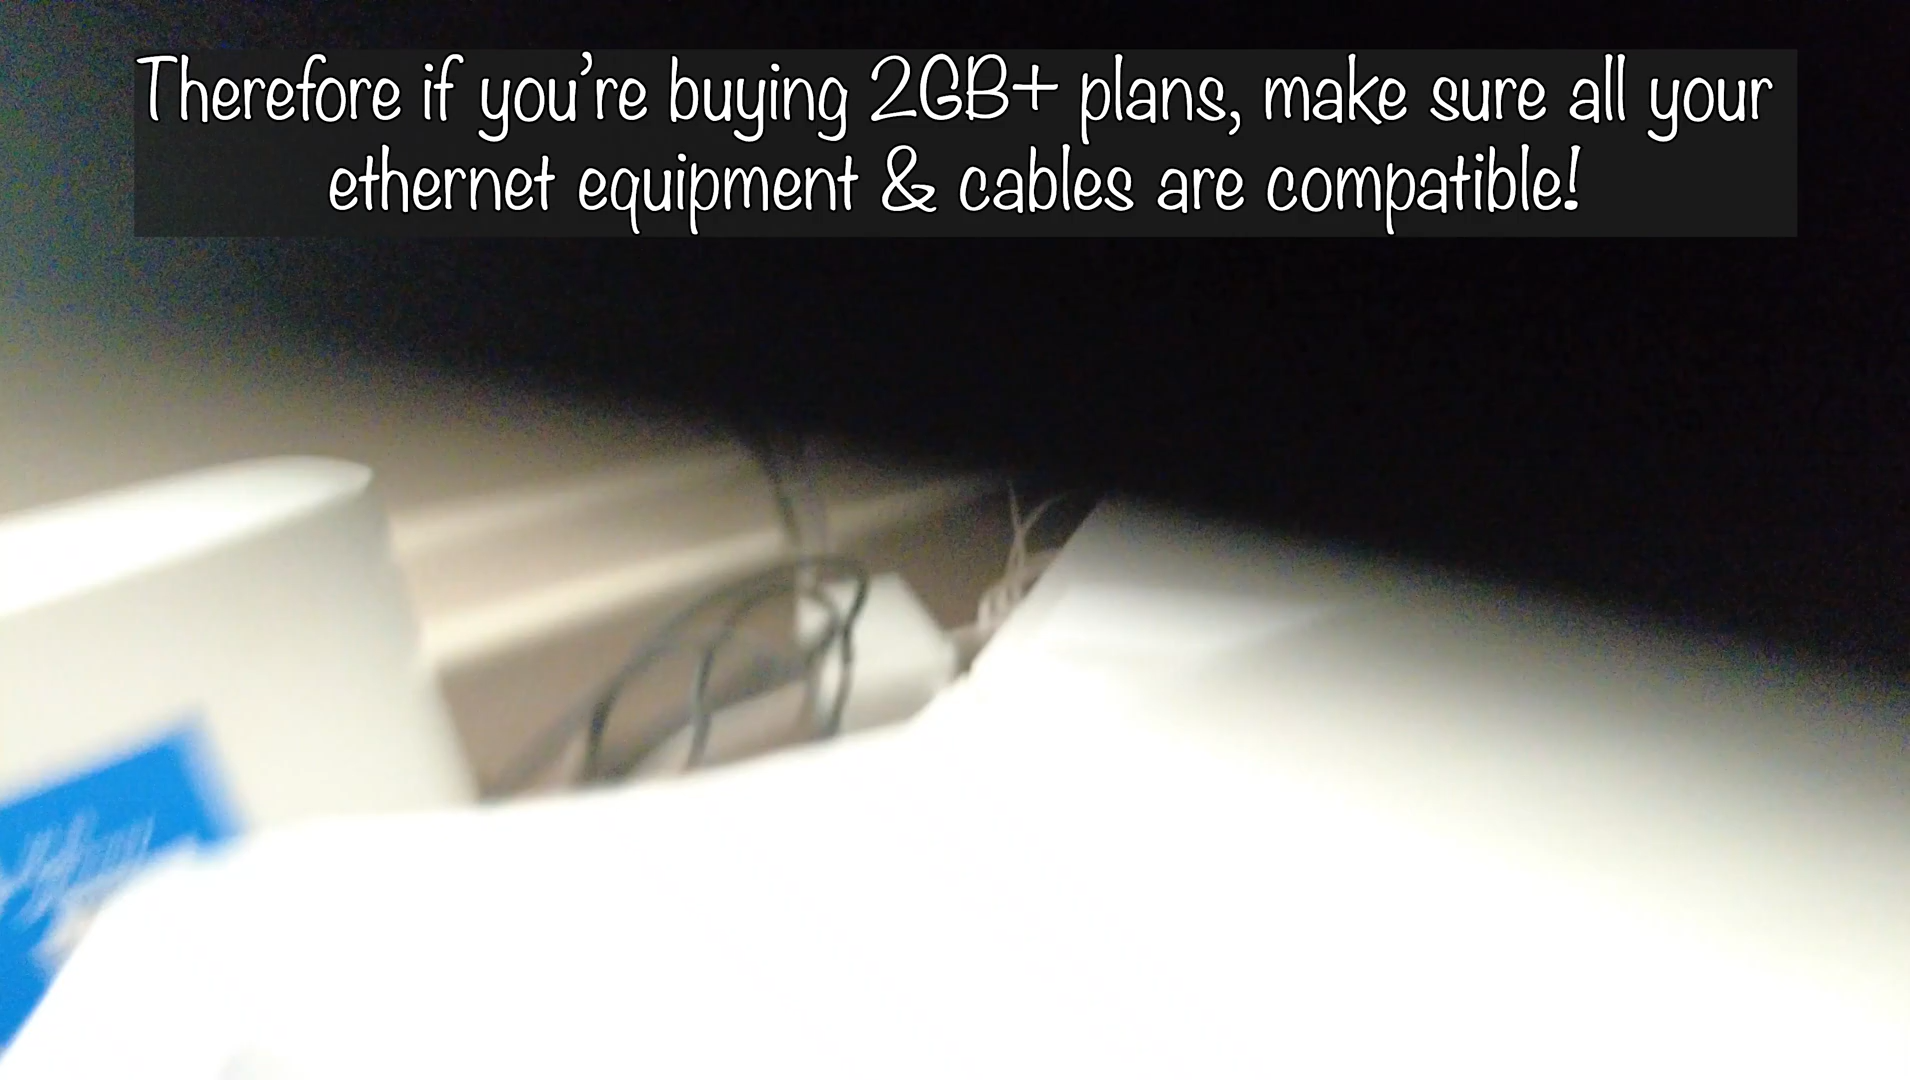 Therefore if you're buying 2GB+ plans, make sure all your
ethernet equipment & cables are compatible!